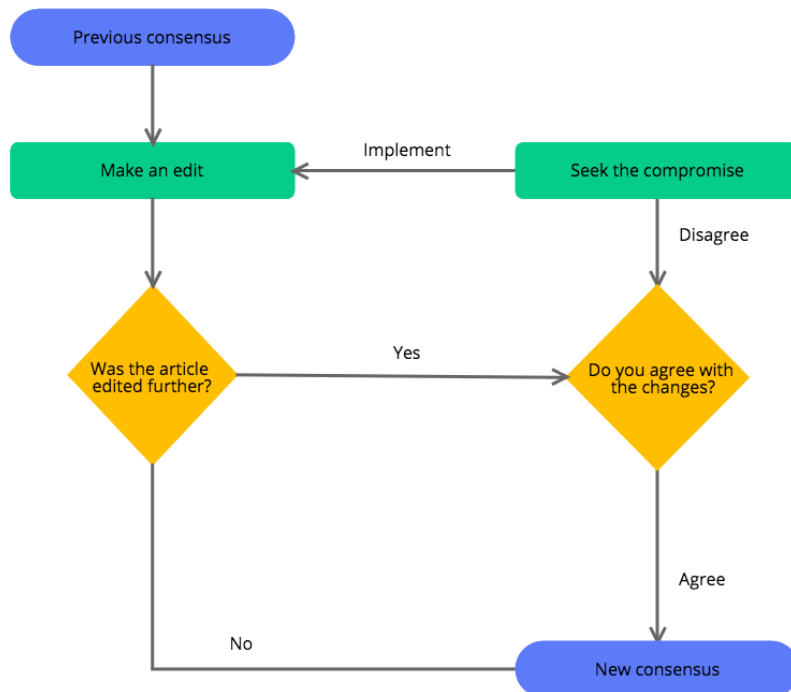 Previous consensus
Make an edit
Implement
Seek the compromise
Disagree
Was the article
edited further?
Yes
Do you agree with
the changes?
Agree
No
New consensus